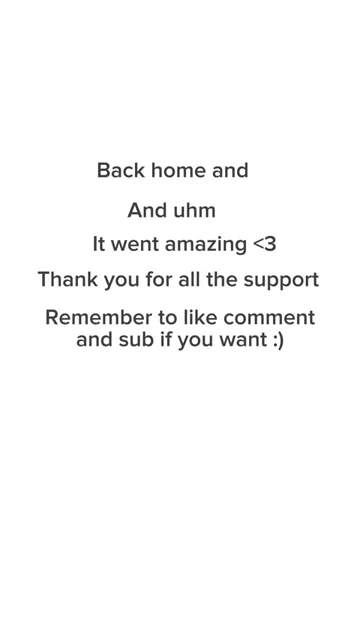 Back home and
And uhm
It went amazing <3
Thank you for all the support
Remember to like comment
and sub if you want :)